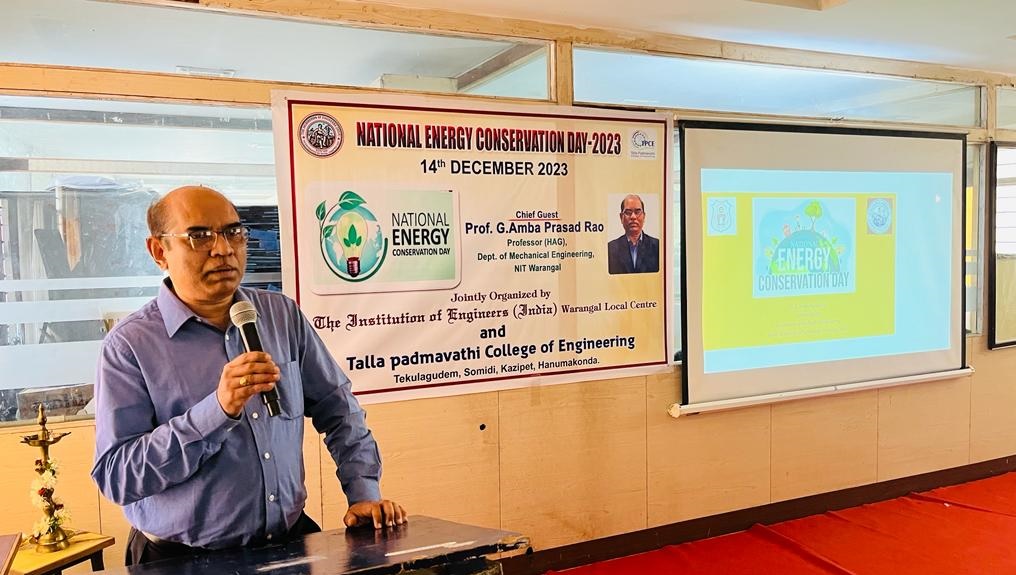 NATIONAL ENERGY CONSERVATION DAY-2023
TPCE
14th DECEMBER 2023
NATIONAL
ENERGY
CONSERVATION DAY
Chief Guest
Prof. G.Amba Prasad Rao
Professor (HAG),
Dept. of Mechanical Engineering,
NIT Warangal
Jointly Organized by
The Institution of Engineers (India) Warangal Local Centre
and
Talla padmavathi College of Engineering
Tekulagudem, Somidi, Kazipet, Hanumakonda.
NATIONAL
ENERGY
CONSERVATION DAY